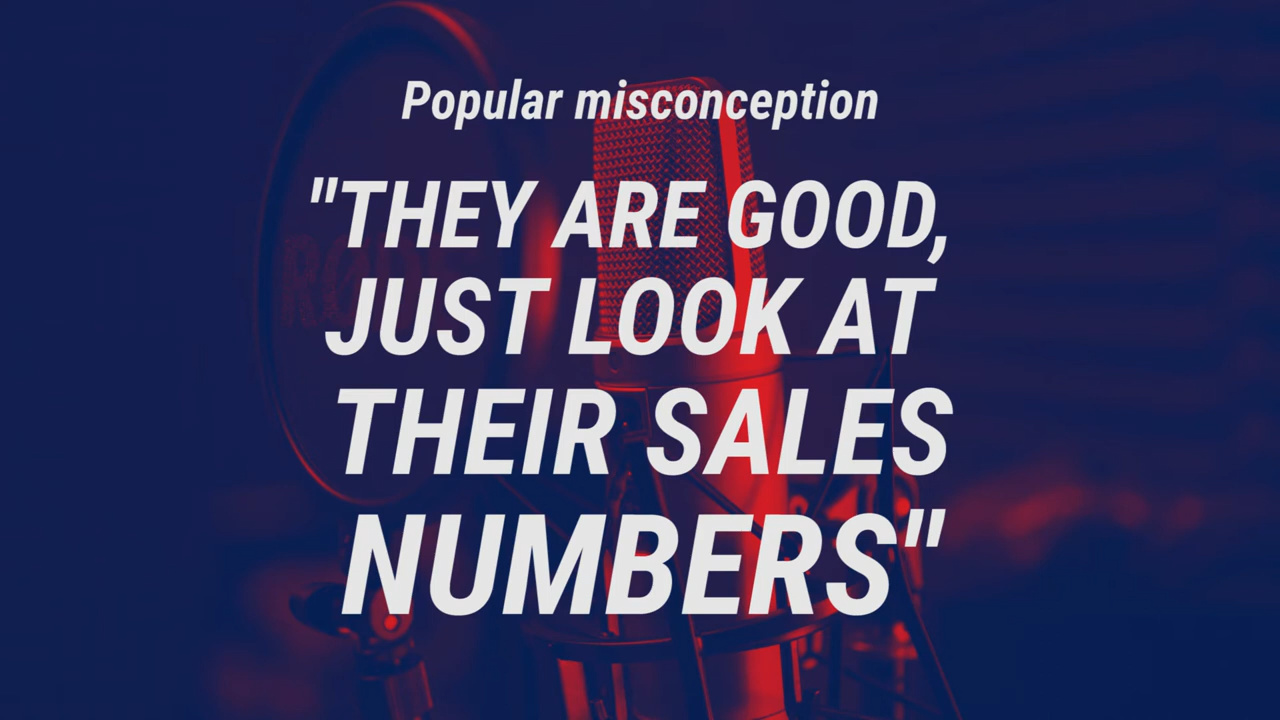 Popular misconception
"THEY ARE GOOD,
JUST LOOK AT
THEIR SALES
NUMBERS"